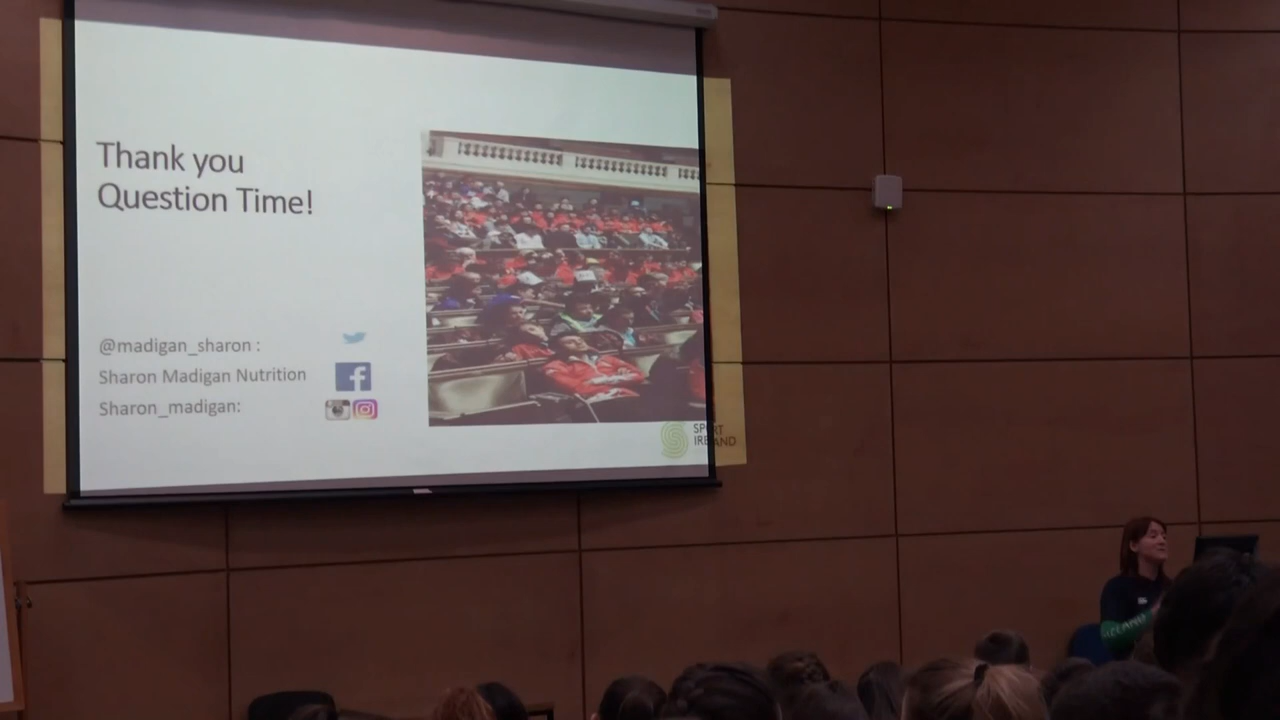 Thank you
Question Time!
@madigan_sharon :
Sharon Madigan Nutrition
Sharon_madigan:
SPORT
IRELAND